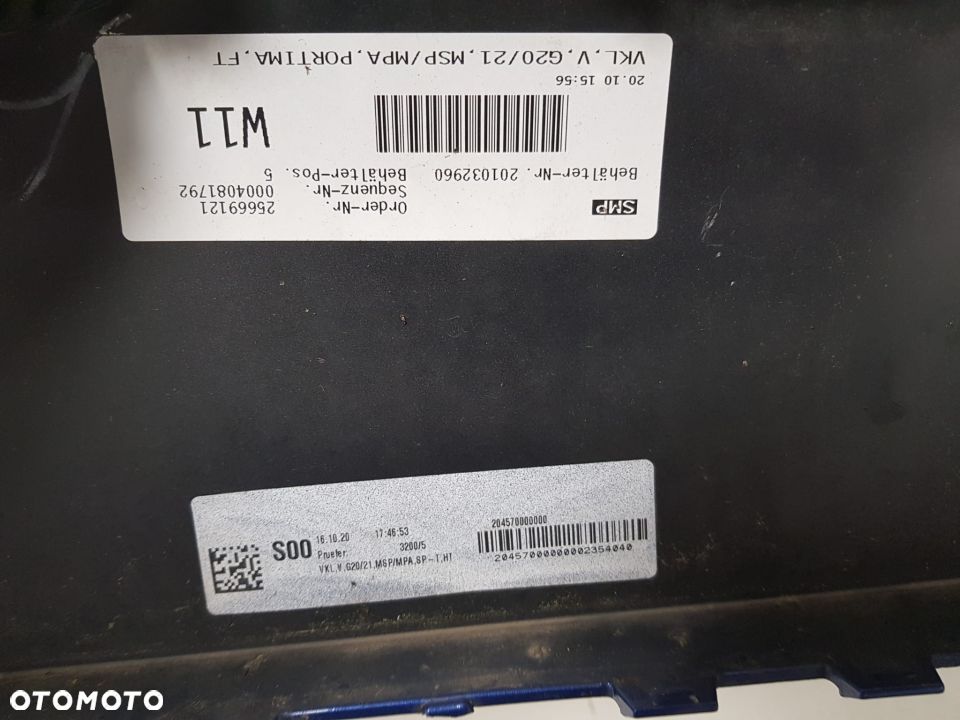 SMP
Order-Nr. 25669121
Sequenz-Nr. 0004081792
Behälter-Nr. 201032960 Behälter-Pos. 5
W11
20.10 15:56
VKL,V,G20/21,MSP/MPA,PORTIMA,FT
S00
16.10.20 17:46:53
Pruefer: 3200/5
VKL,V,G20/21,MSP/MPA,SP-T,HT
204570000000
20457000000002354040
OTOMOTO